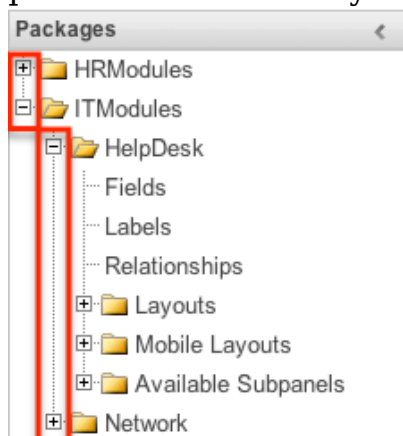 Packages
HRModules
ITModules
HelpDesk
Fields
Labels
Relationships
Layouts
Mobile Layouts
Available Subpanels
Network